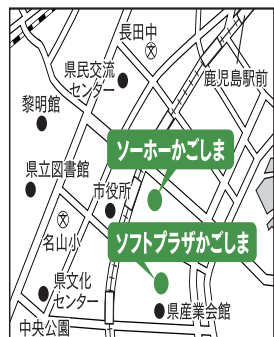 長田中
県民交流
センター
鹿児島駅前
黎明館
ソーホーかごしま
県立図書館
市役所
名山小
ソフトプラザかごしま
県文化
センター
県産業会館
中央公園